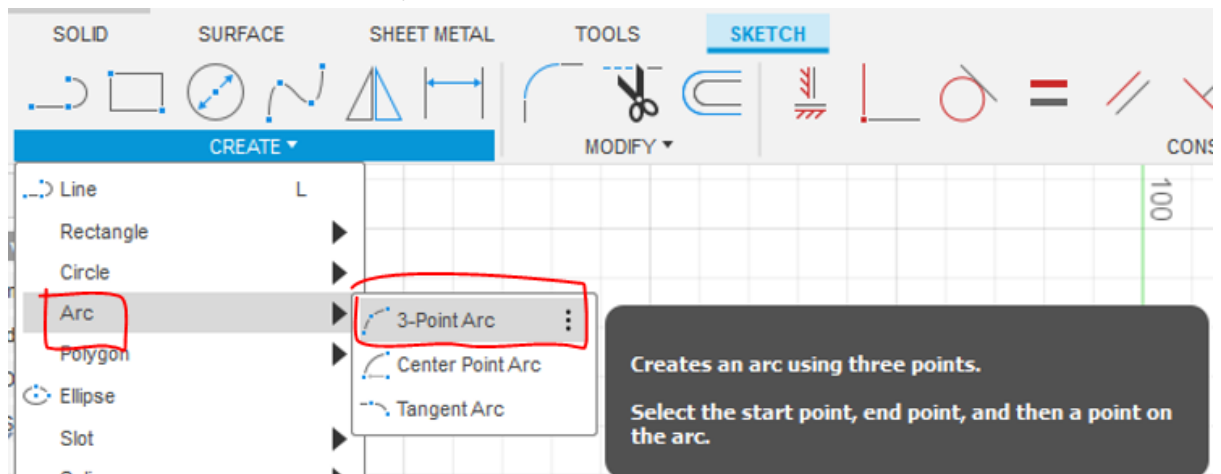 SOLID SURFACE SHEET METAL TOOLS SKETCH
CREATE ▾ MODIFY ▾ CONS
Line L
Rectangle
Circle
Arc
Polygon
Ellipse
Slot
3-Point Arc
Center Point Arc
Tangent Arc
Creates an arc using three points.
Select the start point, end point, and then a point on
the arc.
100